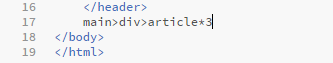 16 </header>
17 main>div>article*3
18 </body>
19 </html>